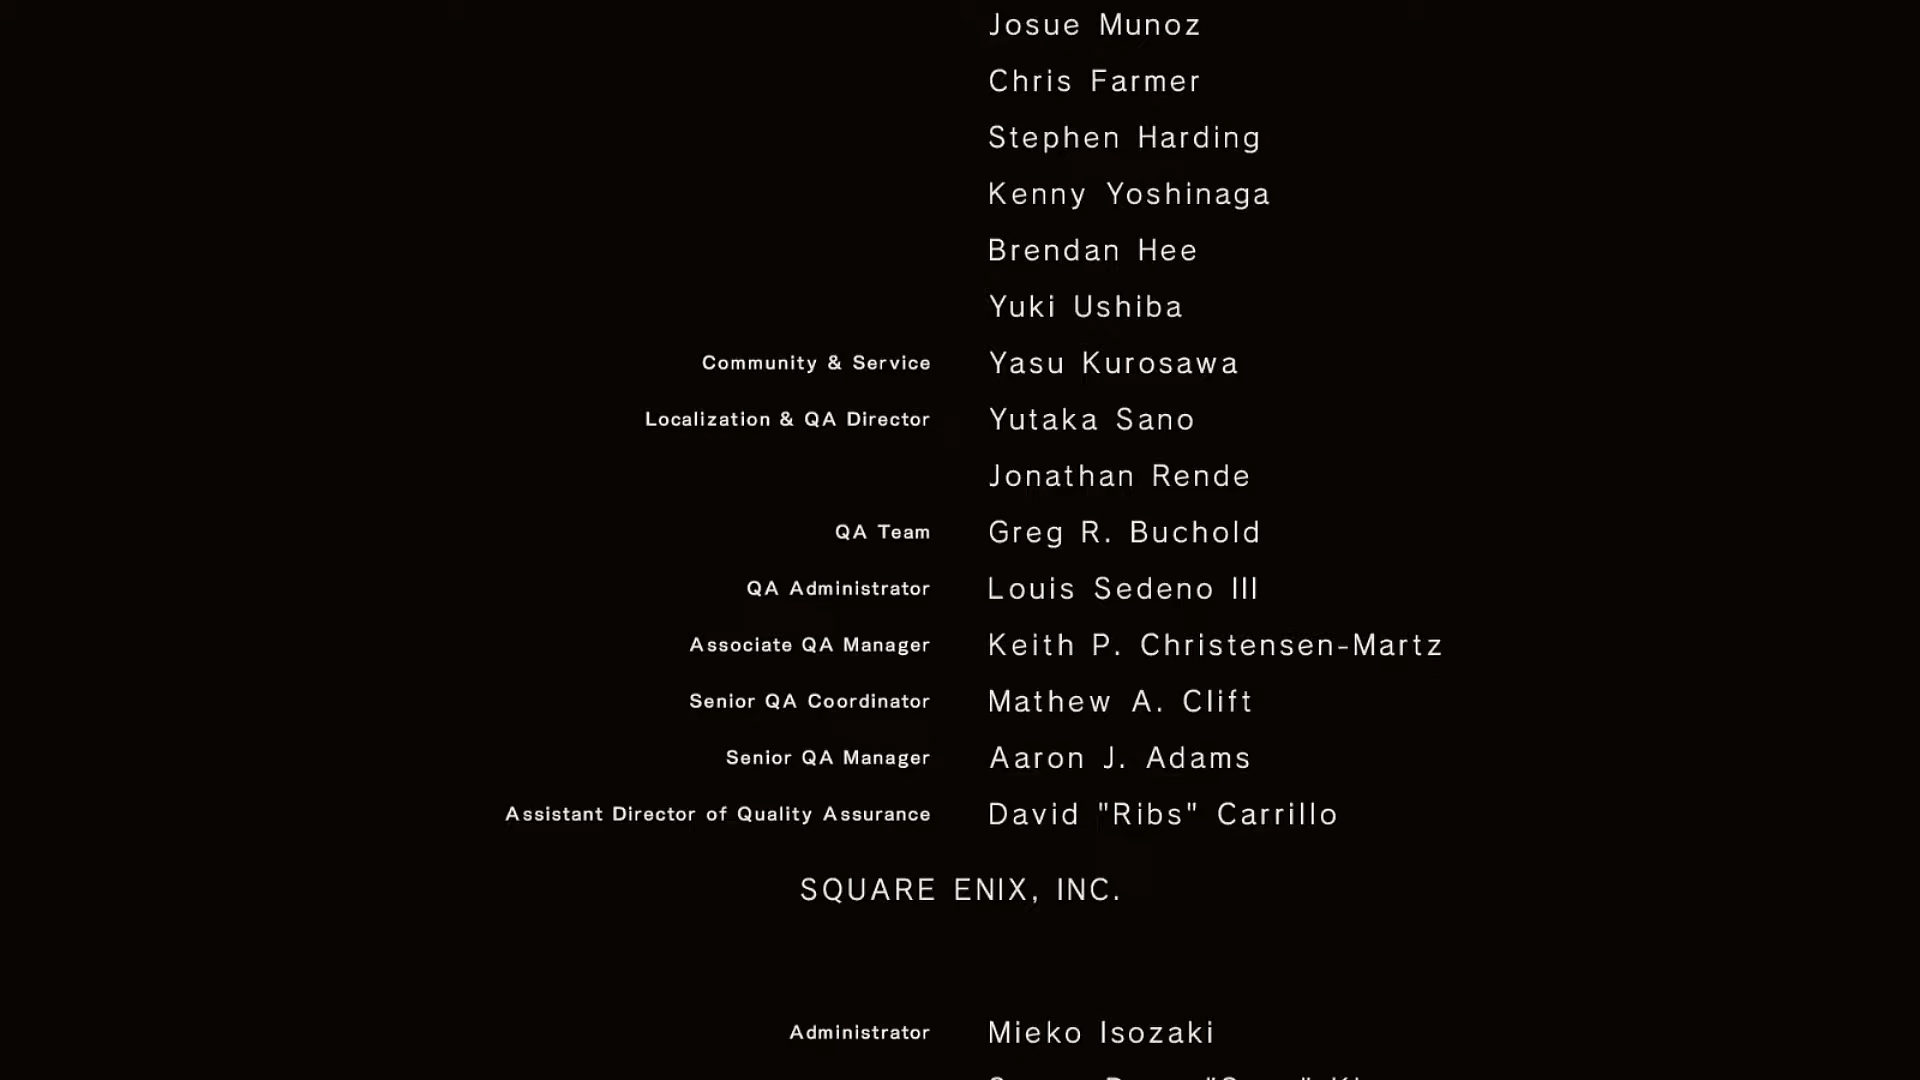 Josue Munoz
Chris Farmer
Stephen Harding
Kenny Yoshinaga
Brendan Hee
Yuki Ushiba
Community & Service Yasu Kurosawa
Localization & QA Director Yutaka Sano
Jonathan Rende
QA Team Greg R. Buchold
QA Administrator Louis Sedeno III
Associate QA Manager Keith P. Christensen-Martz
Senior QA Coordinator Mathew A. Clift
Senior QA Manager Aaron J. Adams
Assistant Director of Quality Assurance David "Ribs" Carrillo
SQUARE ENIX, INC.
Administrator Mieko Isozaki